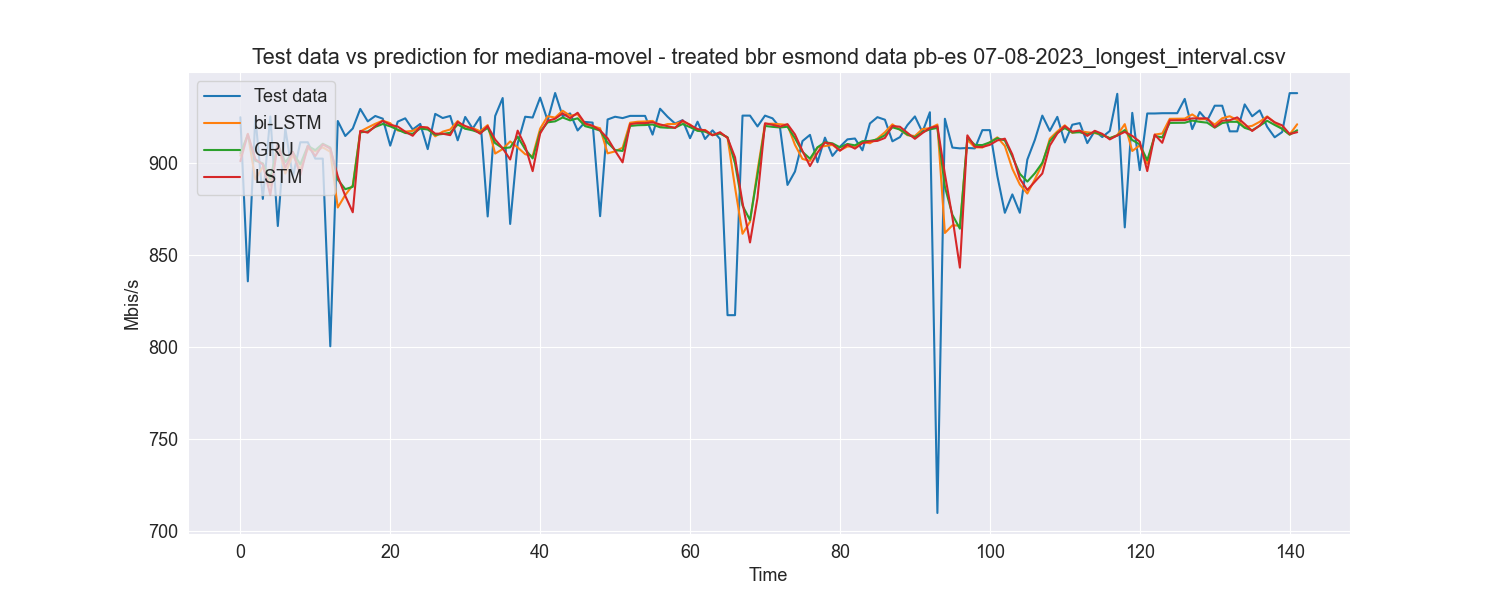 Test data vs prediction for mediana-movel - treated bbr esmond data pb-es 07-08-2023_longest_interval.csv
Test data
bi-LSTM
GRU
LSTM
900
850
800
750
700
Mbis/s
0 20 40 60 80 100 120 140
Time